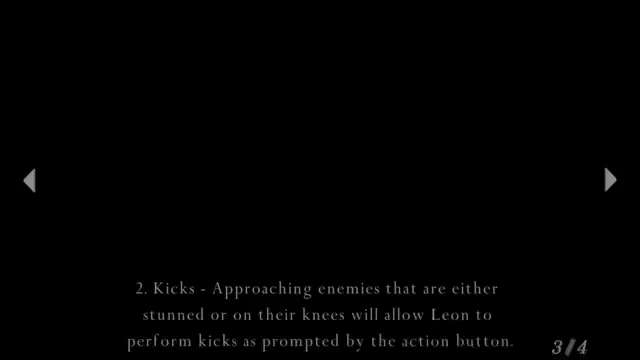 2. Kicks - Approaching enemies that are either
stunned or on their knees will allow Leon to
perform kicks as prompted by the action button.
3//4